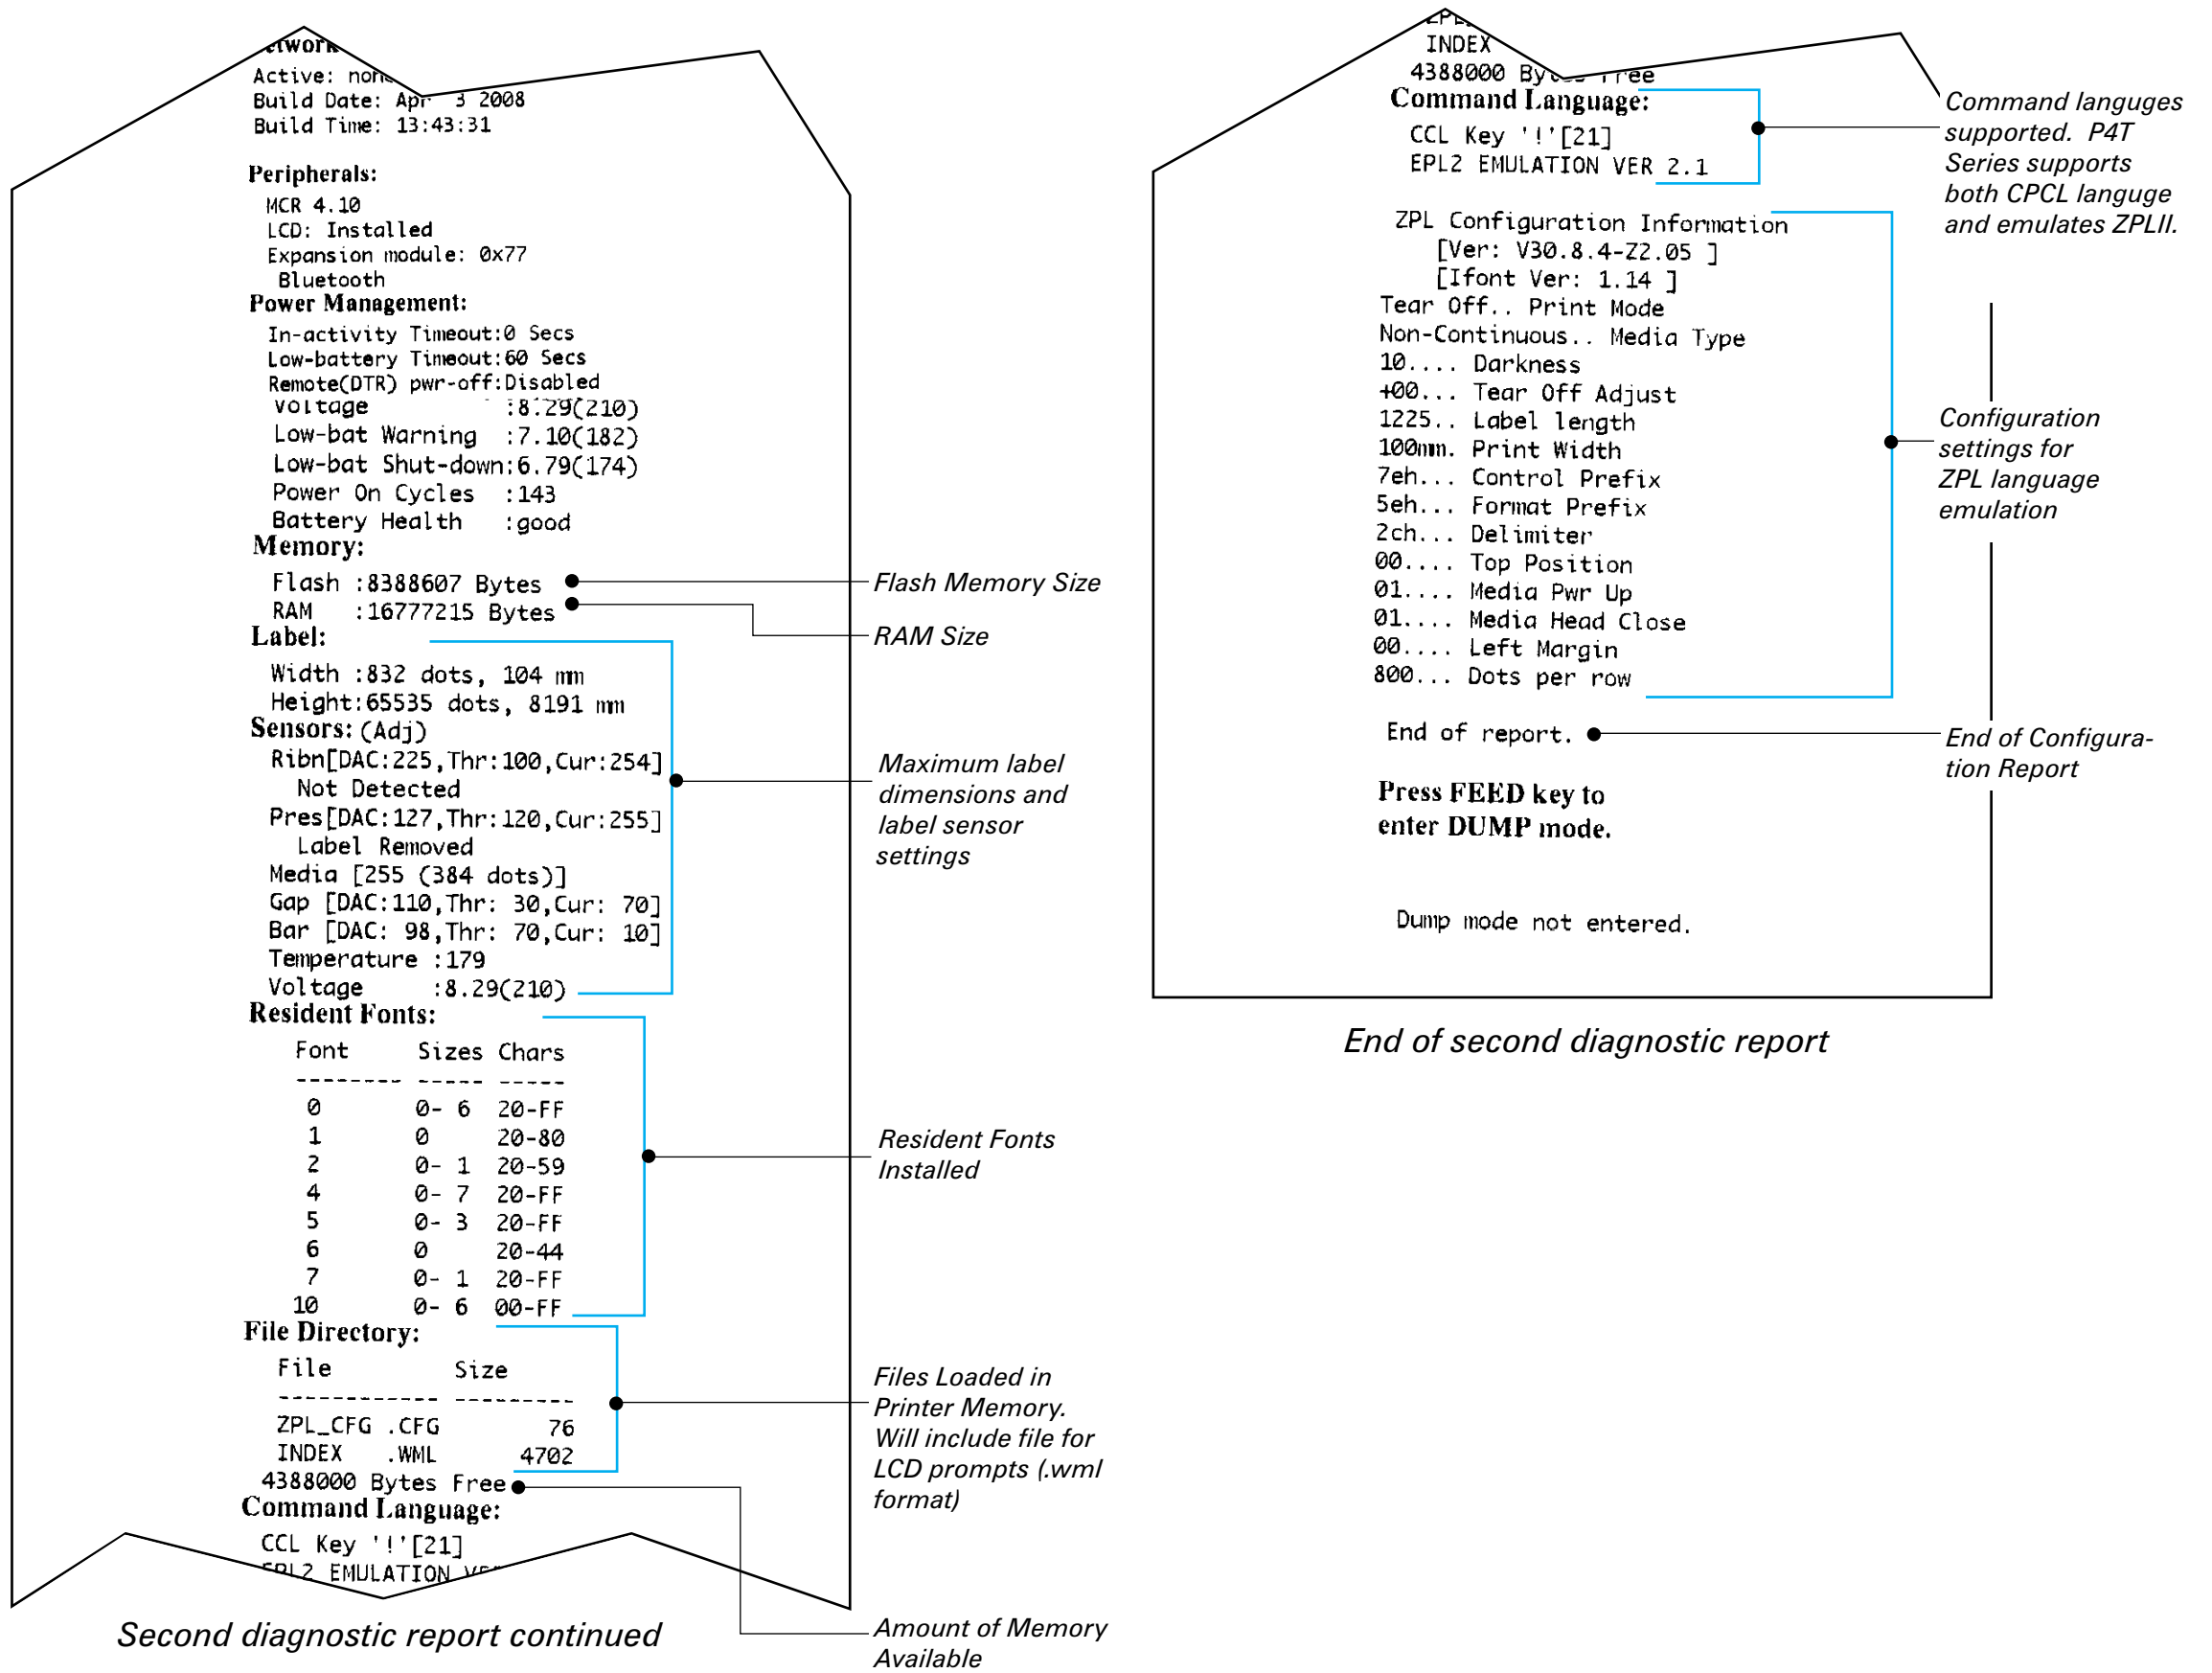 Active: none
Build Date: Apr 3 2008
Build Time: 13:43:31
Peripherals:
MCR 4.10
LCD: Installed
Expansion module: 0x77
Bluetooth
Power Management:
In-activity Timeout:0 Secs
Low-battery Timeout:60 Secs
Remote(DTR) pwr-off:Disabled
Voltage :8.29(210)
Low-bat Warning :7.10(182)
Low-bat Shut-down:6.79(174)
Power On Cycles :143
Battery Health :good
Memory:
Flash :8388607 Bytes
RAM :16777215 Bytes
Label:
Width :832 dots, 104 mm
Height:65535 dots, 8191 mm
Sensors: (Adj)
Ribn[DAC:225,Thr:100,Cur:254]
Not Detected
Pres[DAC:127,Thr:120,Cur:255]
Label Removed
Media [255 (384 dots)]
Gap [DAC:110,Thr: 30,Cur: 70]
Bar [DAC: 98,Thr: 70,Cur: 10]
Temperature :179
Voltage :8.29(210)
Resident Fonts:
Font Sizes Chars
-------- ----- -----
0 0- 6 20-FF
1 0 20-80
2 0- 1 20-59
4 0- 7 20-FF
5 0- 3 20-FF
6 0 20-44
7 0- 1 20-FF
10 0- 6 00-FF
File Directory:
File Size
------------ ---------
ZPL_CFG .CFG 76
INDEX .WML 4702
4388000 Bytes Free
Command Language:
CCL Key '!'[21]
EPL2 EMULATION
Flash Memory Size
RAM Size
Maximum label
dimensions and
label sensor
settings
Resident Fonts
Installed
Files Loaded in
Printer Memory.
Will include file for
LCD prompts (.wml
format)
Amount of Memory
Available
Second diagnostic report continued
INDEX
4388000 Bytes Free
Command Language:
CCL Key '!'[21]
EPL2 EMULATION VER 2.1
ZPL Configuration Information
[Ver: V30.8.4-Z2.05 ]
[Ifont Ver: 1.14 ]
Tear Off.. Print Mode
Non-Continuous.. Media Type
10.... Darkness
+00... Tear Off Adjust
1225.. Label length
100mm. Print Width
7eh... Control Prefix
5eh... Format Prefix
2ch... Delimiter
00.... Top Position
01.... Media Pwr Up
01.... Media Head Close
00.... Left Margin
800... Dots per row
End of report.
Press FEED key to
enter DUMP mode.
Dump mode not entered.
Command languges
supported. P4T
Series supports
both CPCL languge
and emulates ZPLII.
Configuration
settings for
ZPL language
emulation
End of Configura-
tion Report
End of second diagnostic report